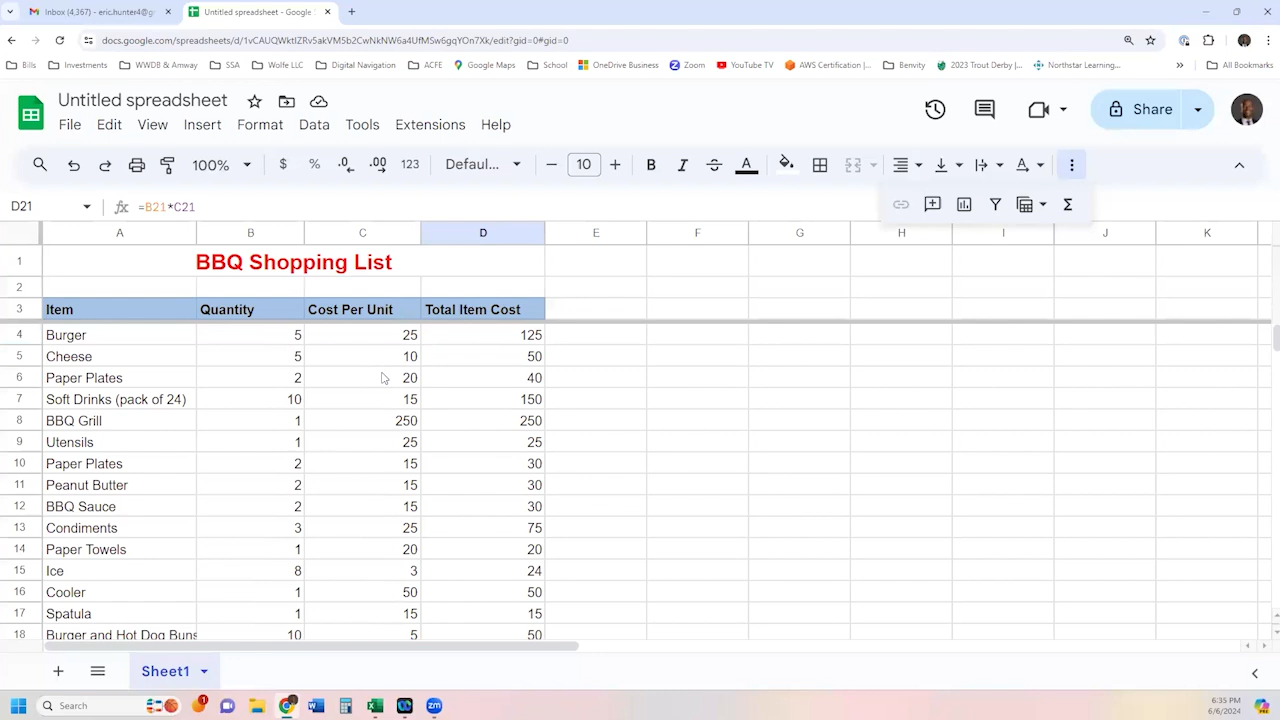 Inbox (4,367) - eric.hunter4@g
Untitled spreadsheet - Google S
docs.google.com/spreadsheets/d/1vCAUQWktIZRv5akVM5b2CwNkNW6a4UfMSw6gqYOn7Xk/edit?gid=0#gid=0
Bills Investments WWDB & Amway SSA Wolfe LLC Digital Navigation ACFE Google Maps School OneDrive Business Zoom YouTube TV AWS Certification |... Benvity 2023 Trout Derby |... Northstar Learning... » All Bookmarks
Untitled spreadsheet
Share
File Edit View Insert Format Data Tools Extensions Help
100% $ % .0 .00 123 Defaul... 10 B I S A A Σ
D21 fx =B21*C21
A B C D E F G H I J K
1 BBQ Shopping List
2
3 Item Quantity Cost Per Unit Total Item Cost
4 Burger 5 25 125
5 Cheese 5 10 50
6 Paper Plates 2 20 40
7 Soft Drinks (pack of 24) 10 15 150
8 BBQ Grill 1 250 250
9 Utensils 1 25 25
10 Paper Plates 2 15 30
11 Peanut Butter 2 15 30
12 BBQ Sauce 2 15 30
13 Condiments 3 25 75
14 Paper Towels 1 20 20
15 Ice 8 3 24
16 Cooler 1 50 50
17 Spatula 1 15 15
18 Burger and Hot Dog Buns 10 5 50
Sheet1
Search
6:35 PM
6/6/2024